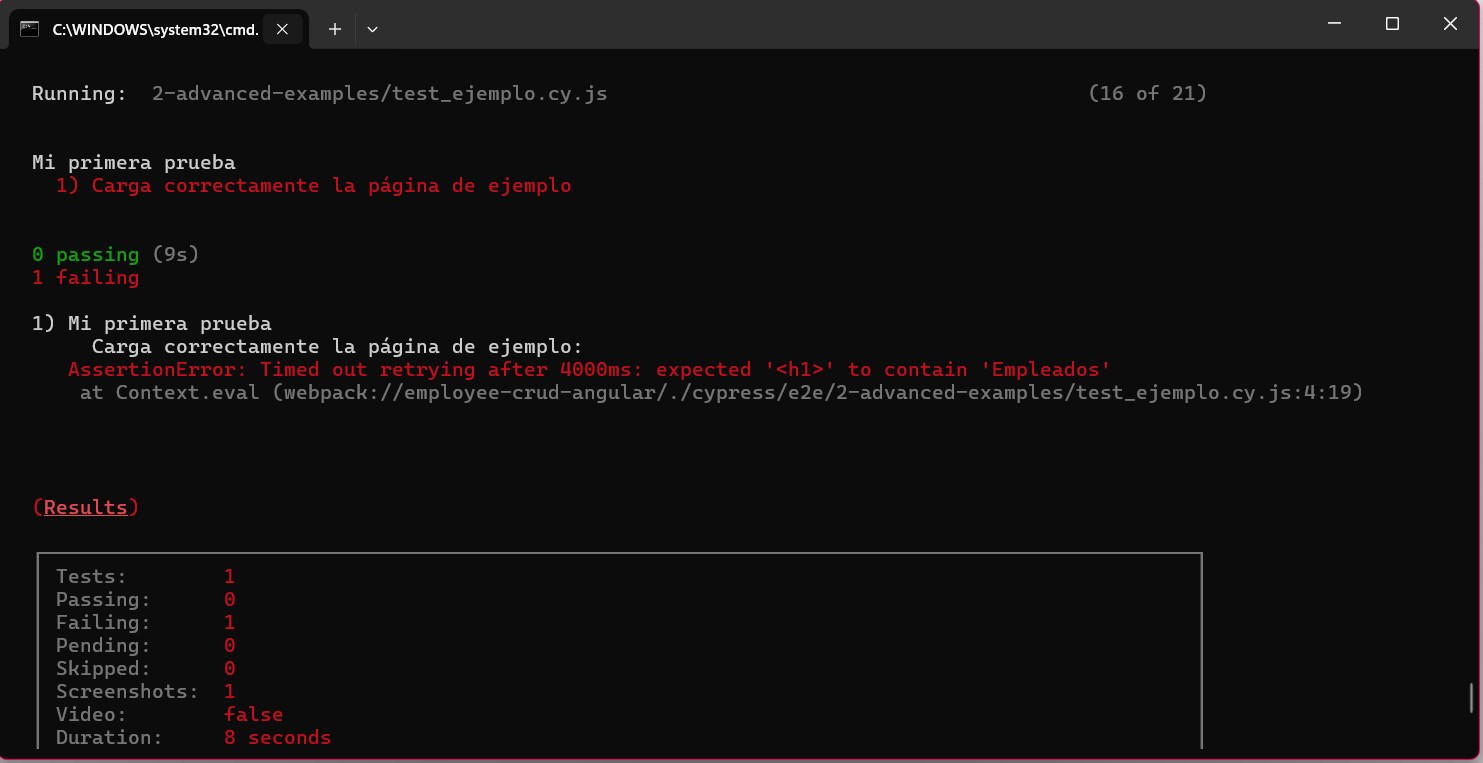 C:\WINDOWS\system32\cmd.
Running:  2-advanced-examples/test_ejemplo.cy.js (16 of 21)
Mi primera prueba
1) Carga correctamente la página de ejemplo
0 passing (9s)
1 failing
1) Mi primera prueba
Carga correctamente la página de ejemplo:
AssertionError: Timed out retrying after 4000ms: expected '<h1>' to contain 'Empleados'
at Context.eval (webpack://employee-crud-angular/./cypress/e2e/2-advanced-examples/test_ejemplo.cy.js:4:19)
(Results)
Tests: 1
Passing: 0
Failing: 1
Pending: 0
Skipped: 0
Screenshots: 1
Video: false
Duration: 8 seconds